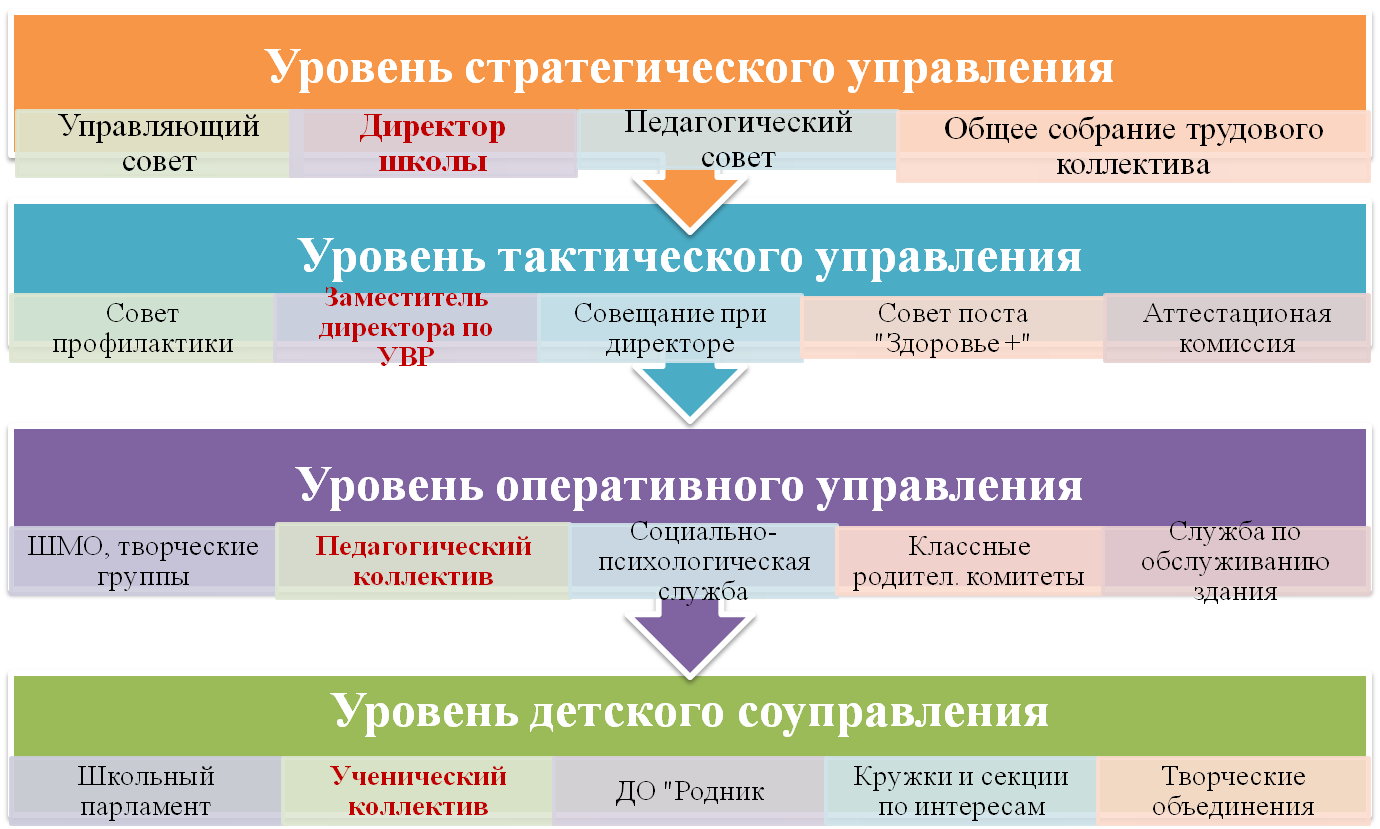 Уровень стратегического управления
Управляющий
совет
Директор
школы
Педагогический
совет
Общее собрание трудового
коллектива
Уровень тактического управления
Совет
профилактики
Заместитель
директора по
УВР
Совещание при
директоре
Совет поста
"Здоровье+"
Аттестационая
комиссия
Уровень оперативного управления
ШМО, творческие
группы
Педагогический
коллектив
Социально-
психологическая
служба
Классные
родител. комитеты
Служба по
обслуживанию
здания
Уровень детского соуправления
Школьный
парламент
Ученический
коллектив
ДО "Родник
Кружки и секции
по интересам
Творческие
объединения